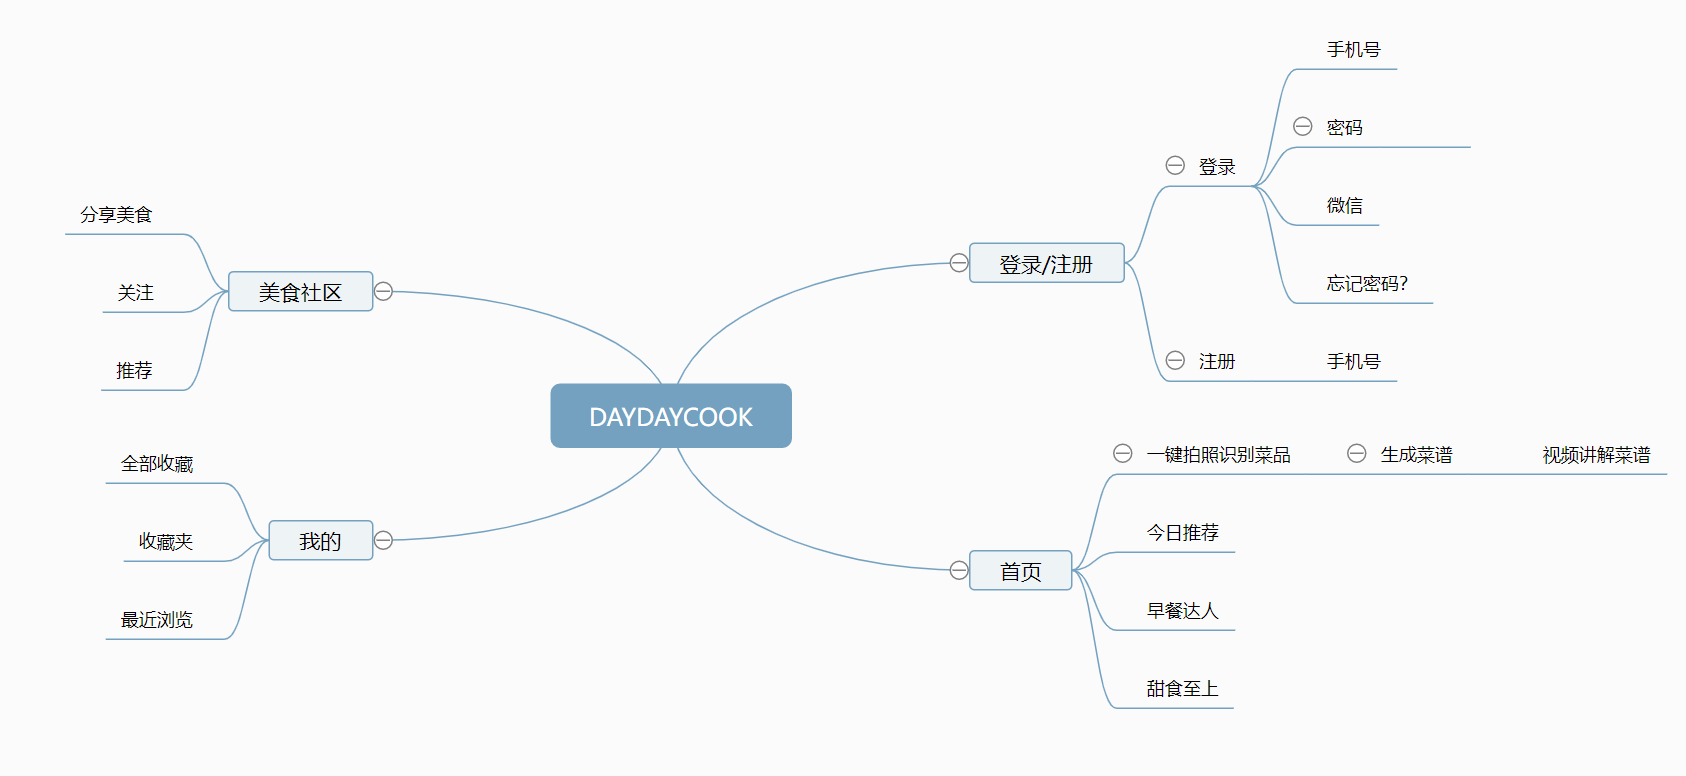 DAYDAYCOOK
登录/注册
登录
手机号
密码
微信
忘记密码?
注册
手机号
首页
一键拍照识别菜品
生成菜谱
视频讲解菜谱
今日推荐
早餐达人
甜食至上
美食社区
分享美食
关注
推荐
我的
全部收藏
收藏夹
最近浏览